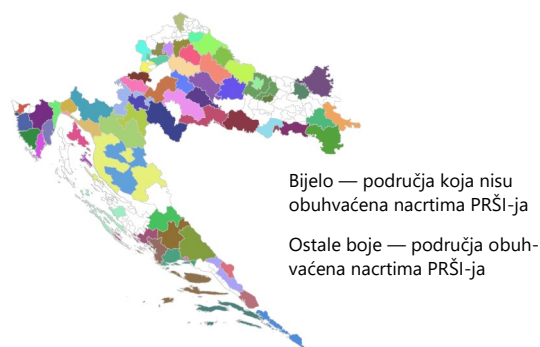 Bijelo — područja koja nisu
obuhvaćena nacrtima PRŠI-ja
Ostale boje — područja obuh-
vaćena nacrtima PRŠI-ja